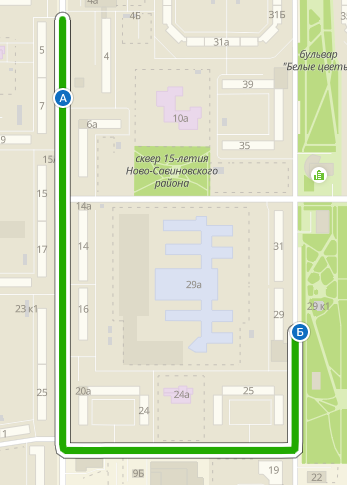 4а
4Б
31Б
31а
5
4
бульвар
"Белые цветы
39
7
А
10а
6а
9
35
15А
сквер 15-летия
Ново-Савиновского
района
15
14а
14
31
17
29а
16
23 к1
29
29 к1
Б
25
20а
24а
25
24
1
9Б
19
22